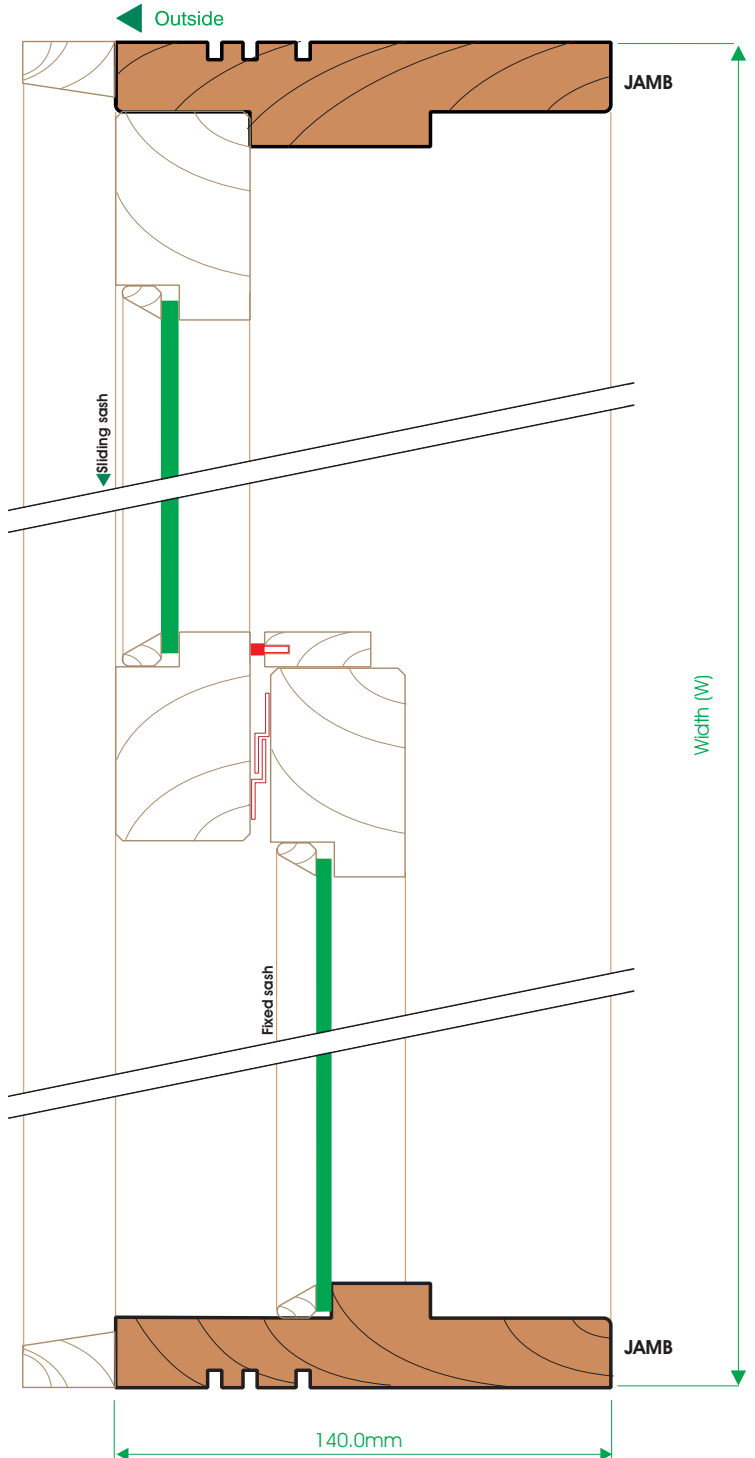 Outside
JAMB
Sliding sash
Width (W)
Fixed sash
JAMB
140.0mm